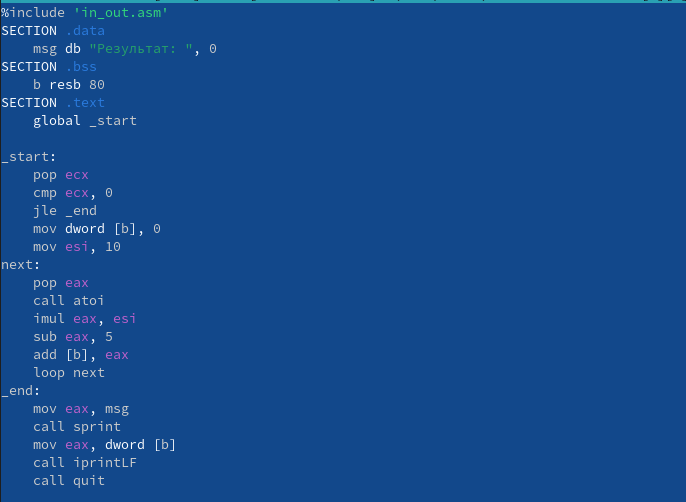 %include 'in_out.asm'
SECTION .data
    msg db "Результат: ", 0
SECTION .bss
    b resb 80
SECTION .text
    global _start

_start:
    pop ecx
    cmp ecx, 0
    jle _end
    mov dword [b], 0
    mov esi, 10
next:
    pop eax
    call atoi
    imul eax, esi
    sub eax, 5
    add [b], eax
    loop next
_end:
    mov eax, msg
    call sprint
    mov eax, dword [b]
    call iprintLF
    call quit